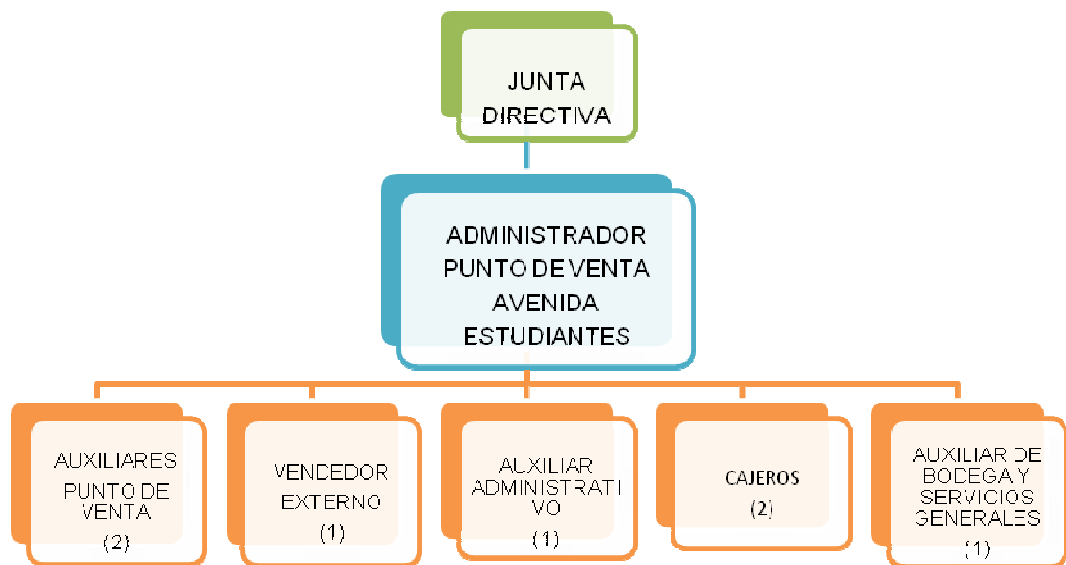 JUNTA
DIRECTIVA
ADMINISTRADOR
PUNTO DE VENTA
AVENIDA
ESTUDIANTES
AUXILIARES
PUNTO DE
VENTA
(2)
VENDEDOR
EXTERNO
(1)
AUXILIAR
ADMINISTRATI
VO
(1)
CAJEROS
(2)
AUXILIAR DE
BODEGA Y
SERVICIOS
GENERALES
(1)